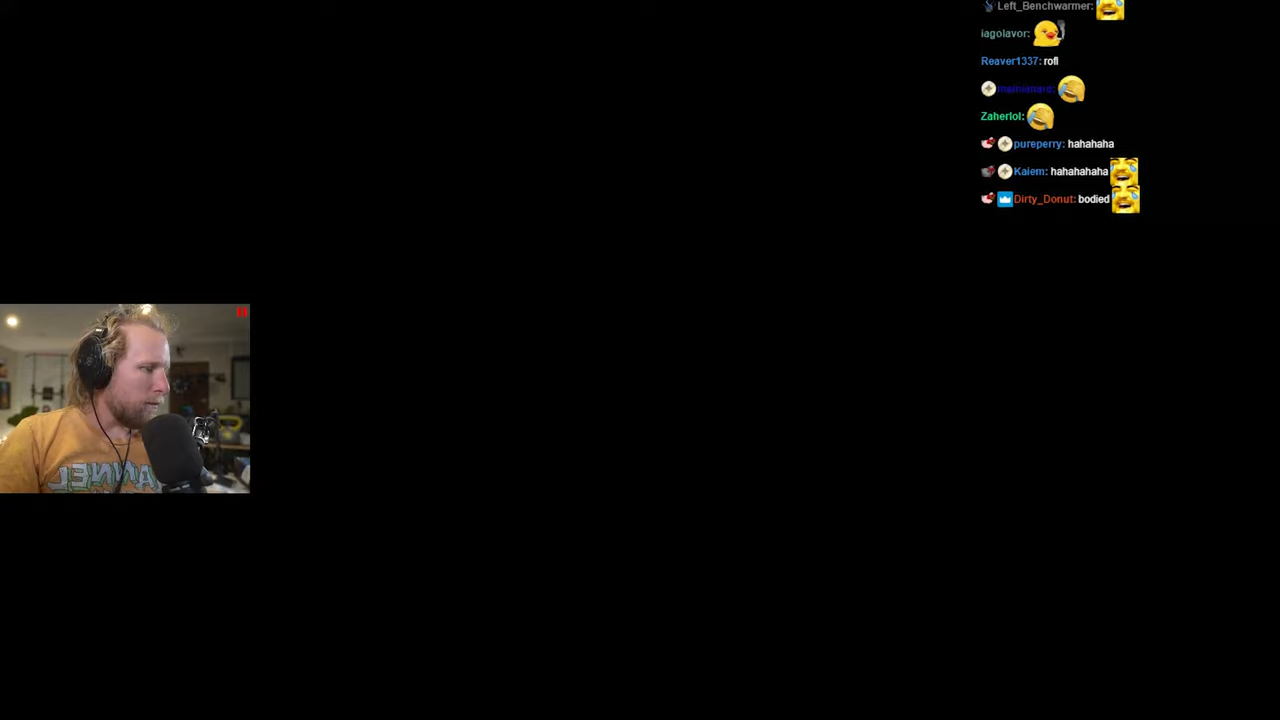 Left_Benchwarmer:
iagolavor:
Reaver1337: rofl
Zaherlol:
pureperry: hahahaha
Kaiem: hahahahaha
Dirty_Donut: bodied